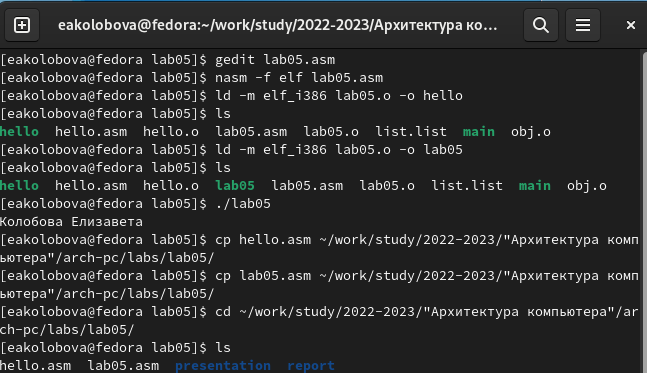 eakolobova@fedora:~/work/study/2022-2023/Архитектура ко...
[eakolobova@fedora lab05]$ gedit lab05.asm
[eakolobova@fedora lab05]$ nasm -f elf lab05.asm
[eakolobova@fedora lab05]$ ld -m elf_i386 lab05.o -o hello
[eakolobova@fedora lab05]$ ls
hello  hello.asm  hello.o  lab05.asm  lab05.o  list.list  main  obj.o
[eakolobova@fedora lab05]$ ld -m elf_i386 lab05.o -o lab05
[eakolobova@fedora lab05]$ ls
hello  hello.asm  hello.o  lab05  lab05.asm  lab05.o  list.list  main  obj.o
[eakolobova@fedora lab05]$ ./lab05
Колобова Елизавета
[eakolobova@fedora lab05]$ cp hello.asm ~/work/study/2022-2023/"Архитектура комп
ьютера"/arch-pc/labs/lab05/
[eakolobova@fedora lab05]$ cp lab05.asm ~/work/study/2022-2023/"Архитектура комп
ьютера"/arch-pc/labs/lab05/
[eakolobova@fedora lab05]$ cd ~/work/study/2022-2023/"Архитектура компьютера"/ar
ch-pc/labs/lab05/
[eakolobova@fedora lab05]$ ls
hello.asm  lab05.asm  presentation  report